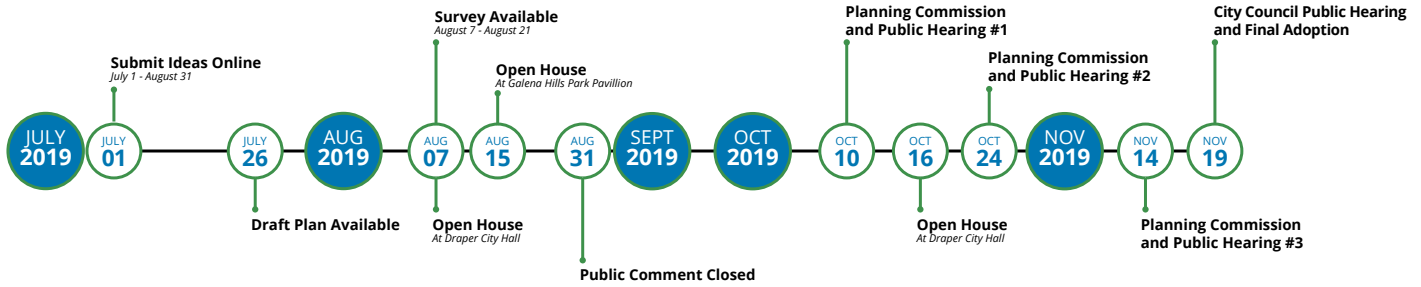 Survey Available
August 7 - August 21
Planning Commission
and Public Hearing #1
City Council Public Hearing
and Final Adoption
Submit Ideas Online
July 1 - August 31
Open House
At Galena Hills Park Pavillion
Planning Commission
and Public Hearing #2
JULY
2019
JULY
01
JULY
26
AUG
2019
AUG
07
AUG
15
AUG
31
SEPT
2019
OCT
2019
OCT
10
OCT
16
OCT
24
NOV
2019
NOV
14
NOV
19
Draft Plan Available
Open House
At Draper City Hall
Open House
At Draper City Hall
Planning Commission
and Public Hearing #3
Public Comment Closed